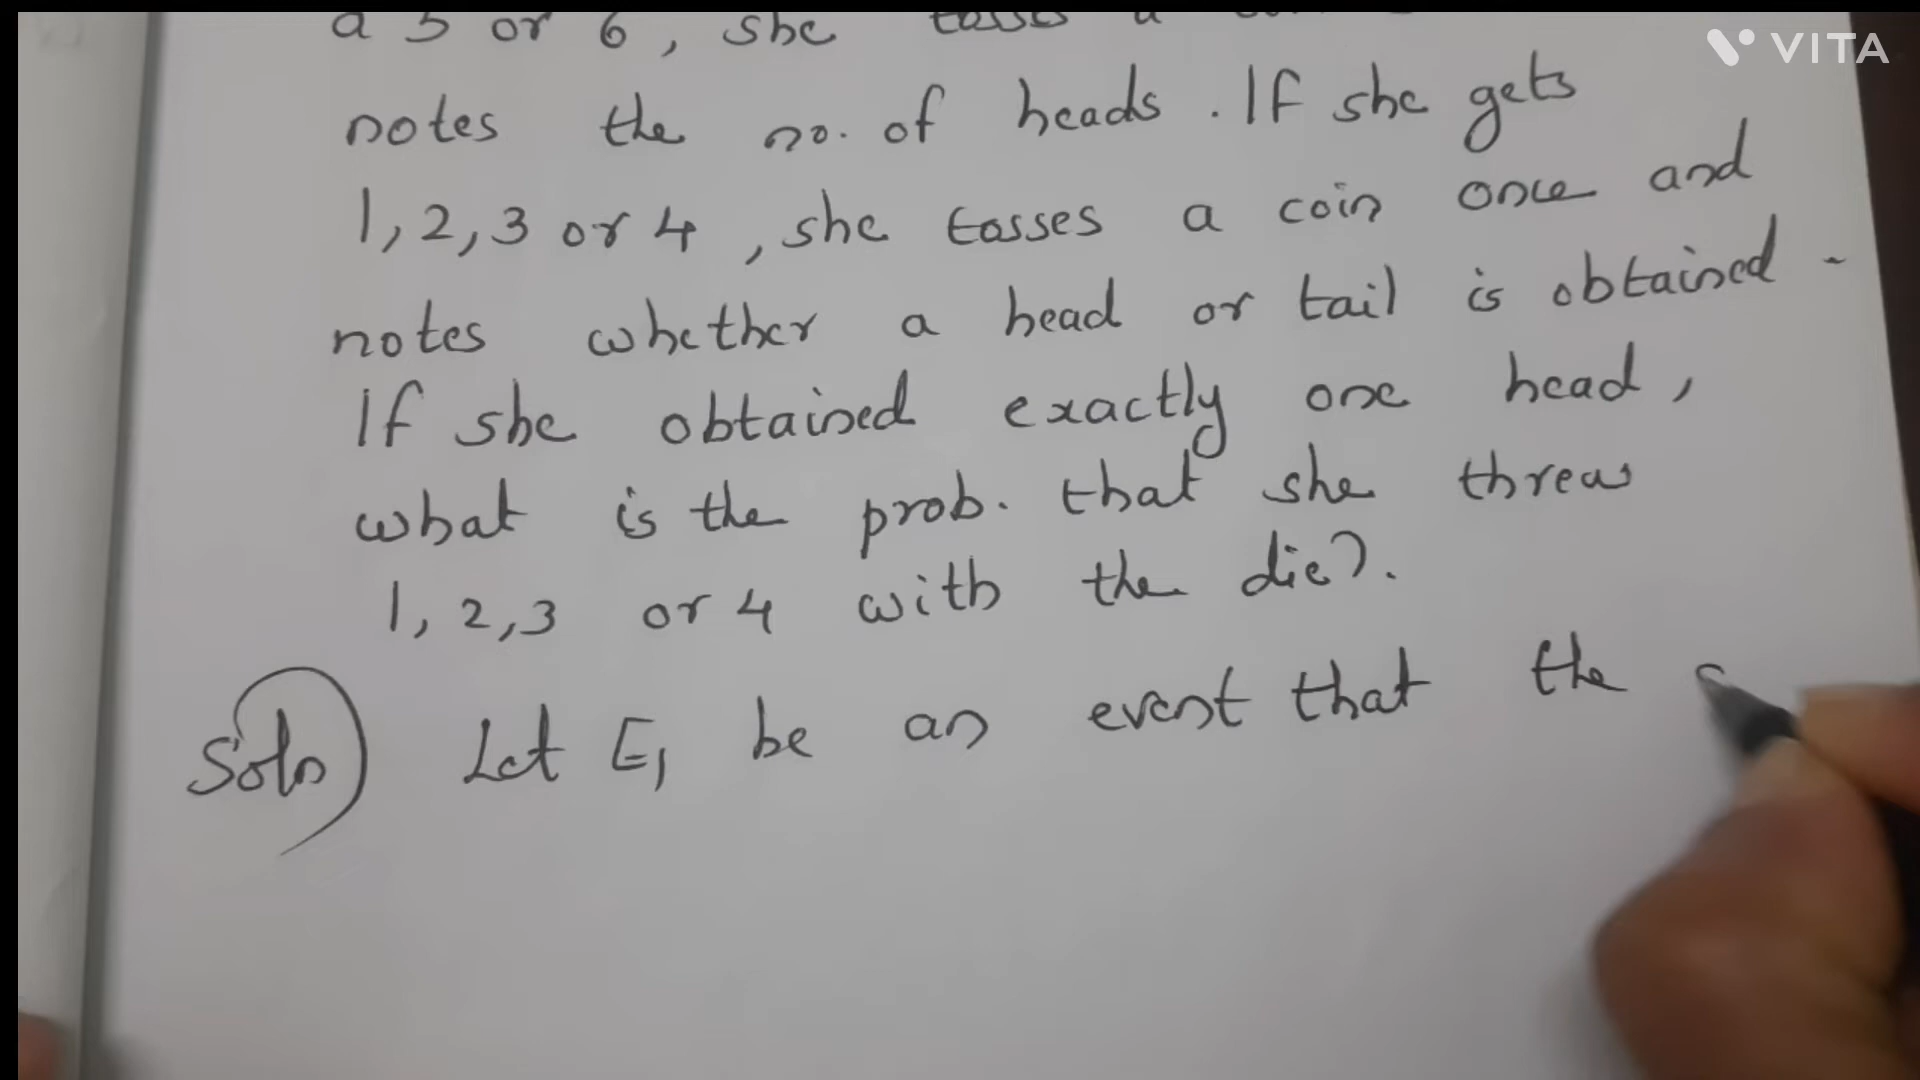 a 5 or 6, she tosses a
VITA
notes the no. of heads. If she gets
1, 2, 3 or 4, she tosses a coin once and
notes whether a head or tail is obtained.
If she obtained exactly one head,
what is the prob. that she threw
1, 2, 3 or 4 with the die?.
Soln) Let E1 be an event that the